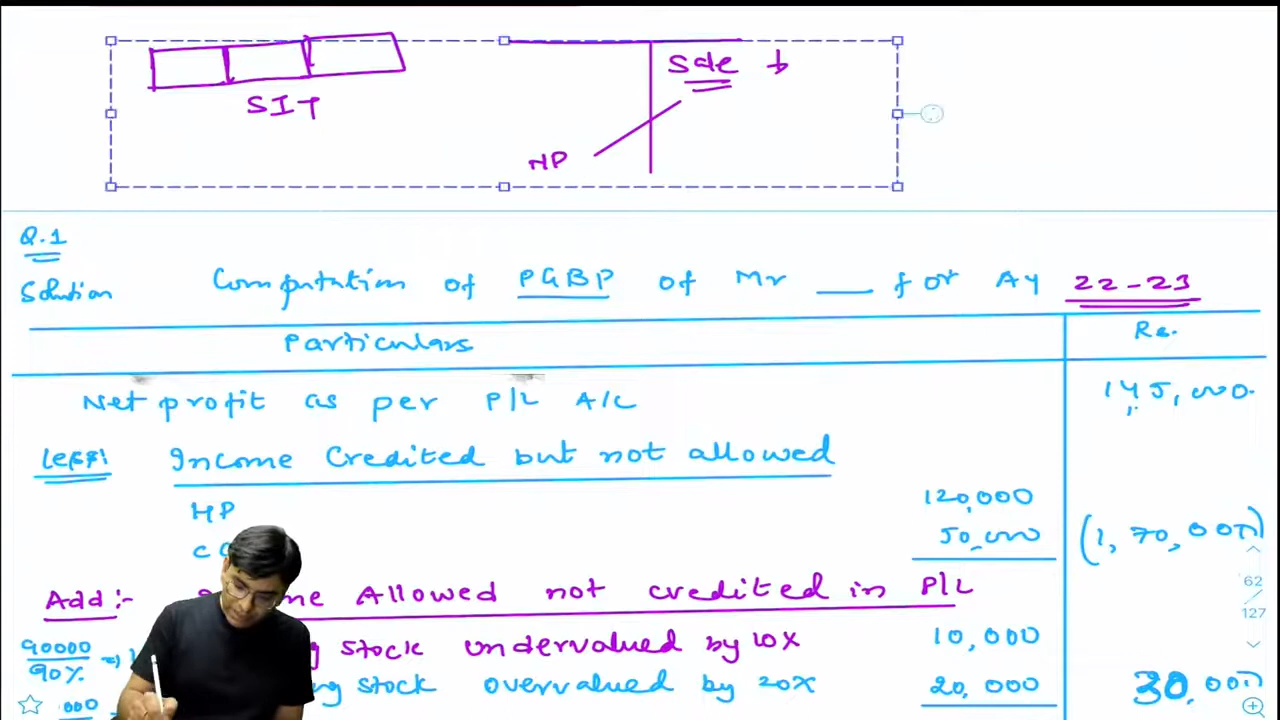 Sale
SIT
HP
Q.1
Solution Computation of PGBP of Mr ___ for AY 22-23
Particulars Rs.
Net profit as per P/L A/C 145,000.
Less: Income Credited but not allowed
HP 120,000
50,000 (1,70,000)
Add:- Allowed not credited in P/L
90000/90% stock undervalued by 10% 10,000
stock overvalued by 20% 20,000 30,000
62
127